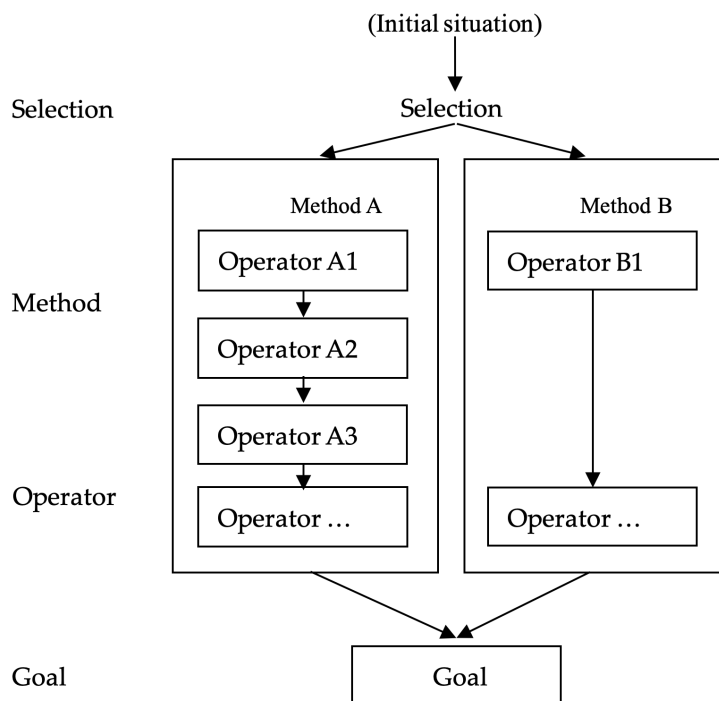 (Initial situation)
Selection
Selection
Method A
Method B
Operator A1
Operator B1
Method
Operator A2
Operator A3
Operator
Operator …
Operator …
Goal
Goal